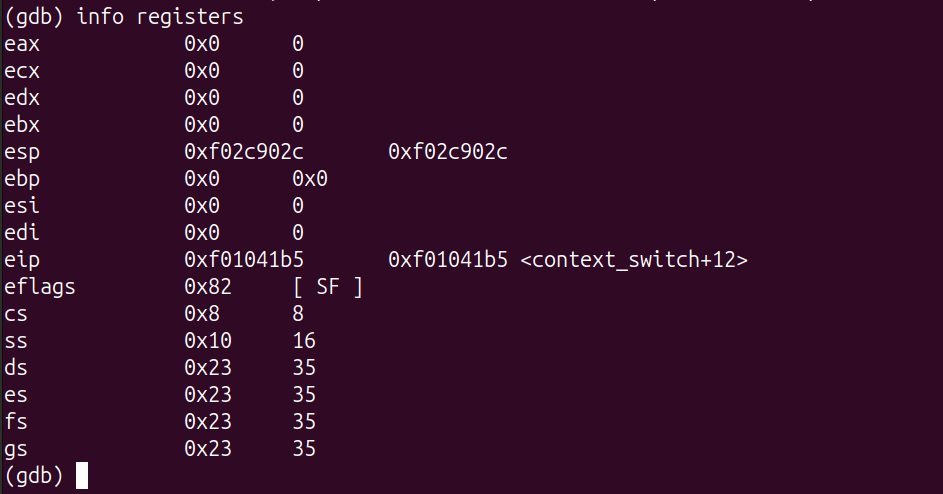 (gdb) info registers
eax 0x0 0
ecx 0x0 0
edx 0x0 0
ebx 0x0 0
esp 0xf02c902c 0xf02c902c
ebp 0x0 0x0
esi 0x0 0
edi 0x0 0
eip 0xf01041b5 0xf01041b5 <context_switch+12>
eflags 0x82 [ SF ]
cs 0x8 8
ss 0x10 16
ds 0x23 35
es 0x23 35
fs 0x23 35
gs 0x23 35
(gdb)